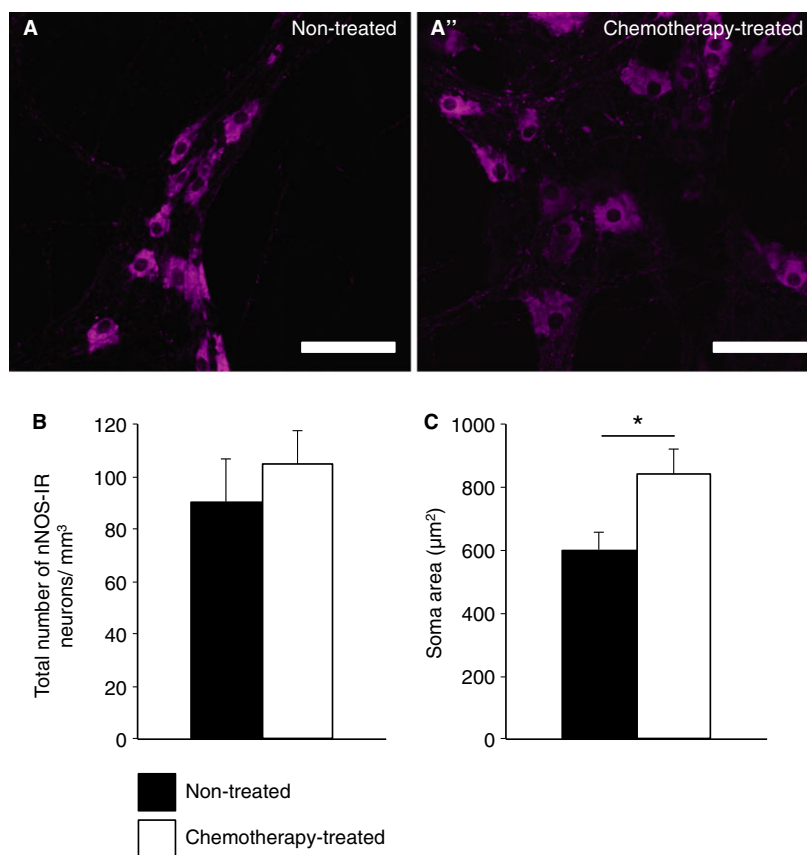 A
Non-treated
A''
Chemotherapy-treated
B
Total number of nNOS-IR
neurons/ mm³
120
100
80
60
40
20
0
C
Soma area (µm²)
1000
800
600
400
200
0
*
Non-treated
Chemotherapy-treated